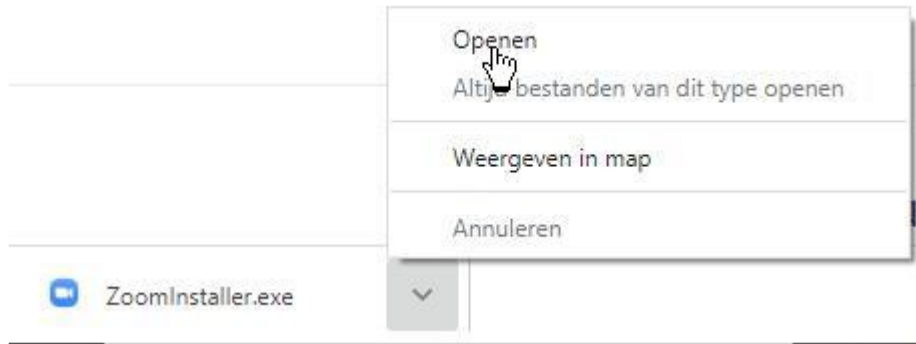 Openen
Altijd bestanden van dit type openen
Weergeven in map
Annuleren
ZoomInstaller.exe